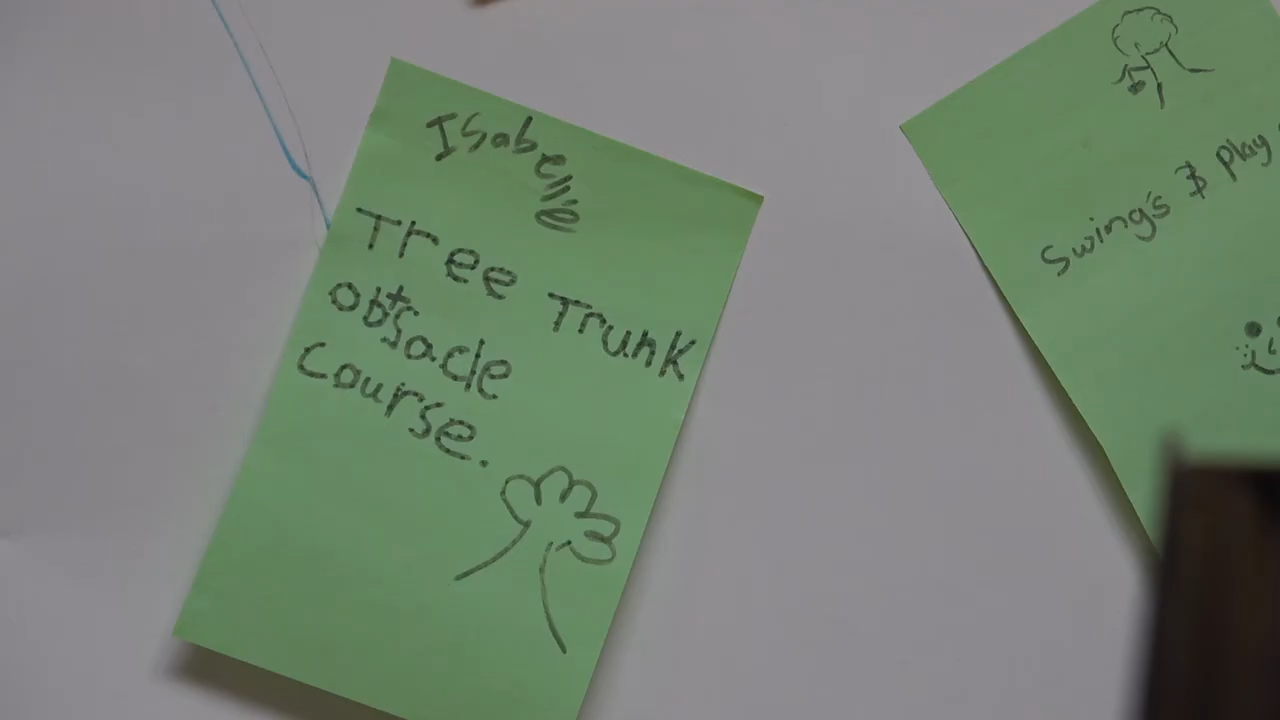 Isabelle
Tree Trunk
obstacle
course.
Swing's & Play